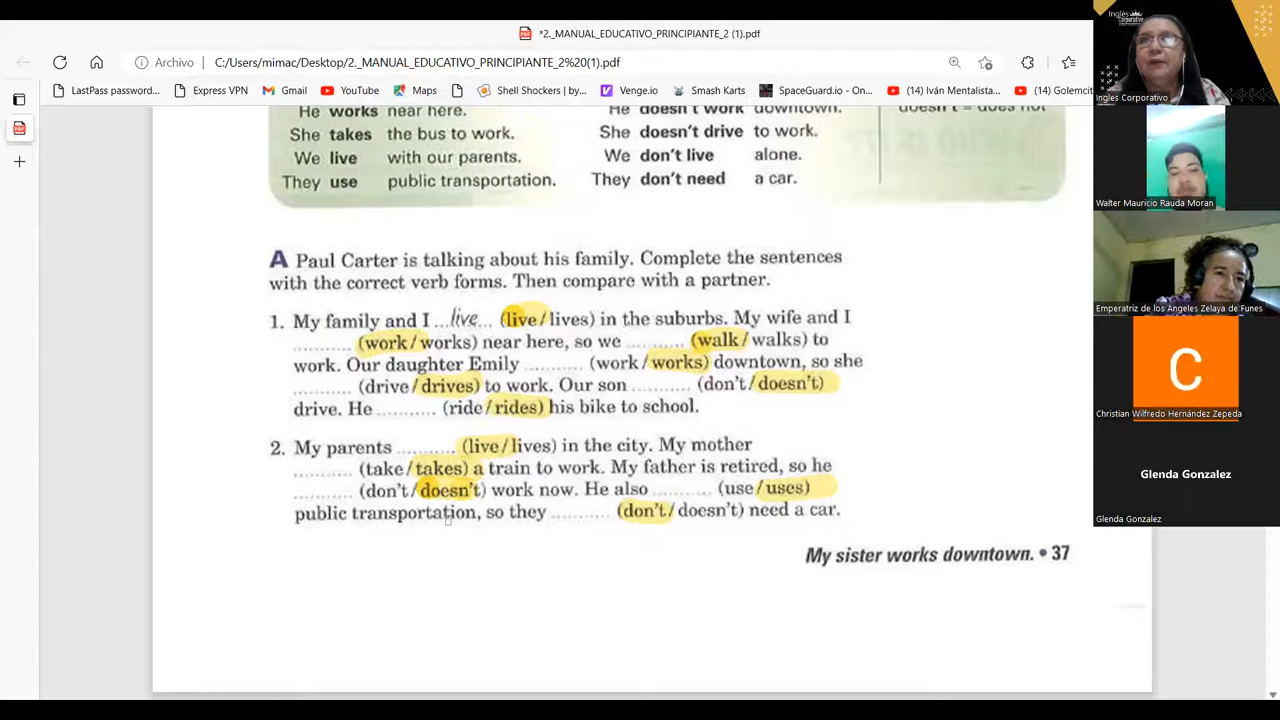 *2._MANUAL_EDUCATIVO_PRINCIPIANTE_2 (1).pdf
Archivo C:/Users/mimac/Desktop/2._MANUAL_EDUCATIVO_PRINCIPIANTE_2%20(1).pdf
LastPass password... Express VPN Gmail YouTube Maps Shell Shockers | by... Venge.io Smash Karts SpaceGuard.io - On... (14) Iván Mentalista... (14) Golemcit
He works near here. He doesn't work downtown. doesn't = does not
She takes the bus to work. She doesn't drive to work.
We live with our parents. We don't live alone.
They use public transportation. They don't need a car.
A Paul Carter is talking about his family. Complete the sentences
with the correct verb forms. Then compare with a partner.
1. My family and I ...live... (live / lives) in the suburbs. My wife and I
.......... (work / works) near here, so we .......... (walk / walks) to
work. Our daughter Emily .......... (work / works) downtown, so she
.......... (drive / drives) to work. Our son .......... (don't / doesn't)
drive. He .......... (ride / rides) his bike to school.
2. My parents .......... (live / lives) in the city. My mother
.......... (take / takes) a train to work. My father is retired, so he
.......... (don't / doesn't) work now. He also .......... (use / uses)
public transportation, so they .......... (don't / doesn't) need a car.
My sister works downtown. • 37
Inglés
Corporativo
Ingles Corporativo
Walter Mauricio Rauda Moran
Emperatriz de los Angeles Zelaya de Funes
C
Christian Wilfredo Hernández Zepeda
Glenda Gonzalez
Glenda Gonzalez